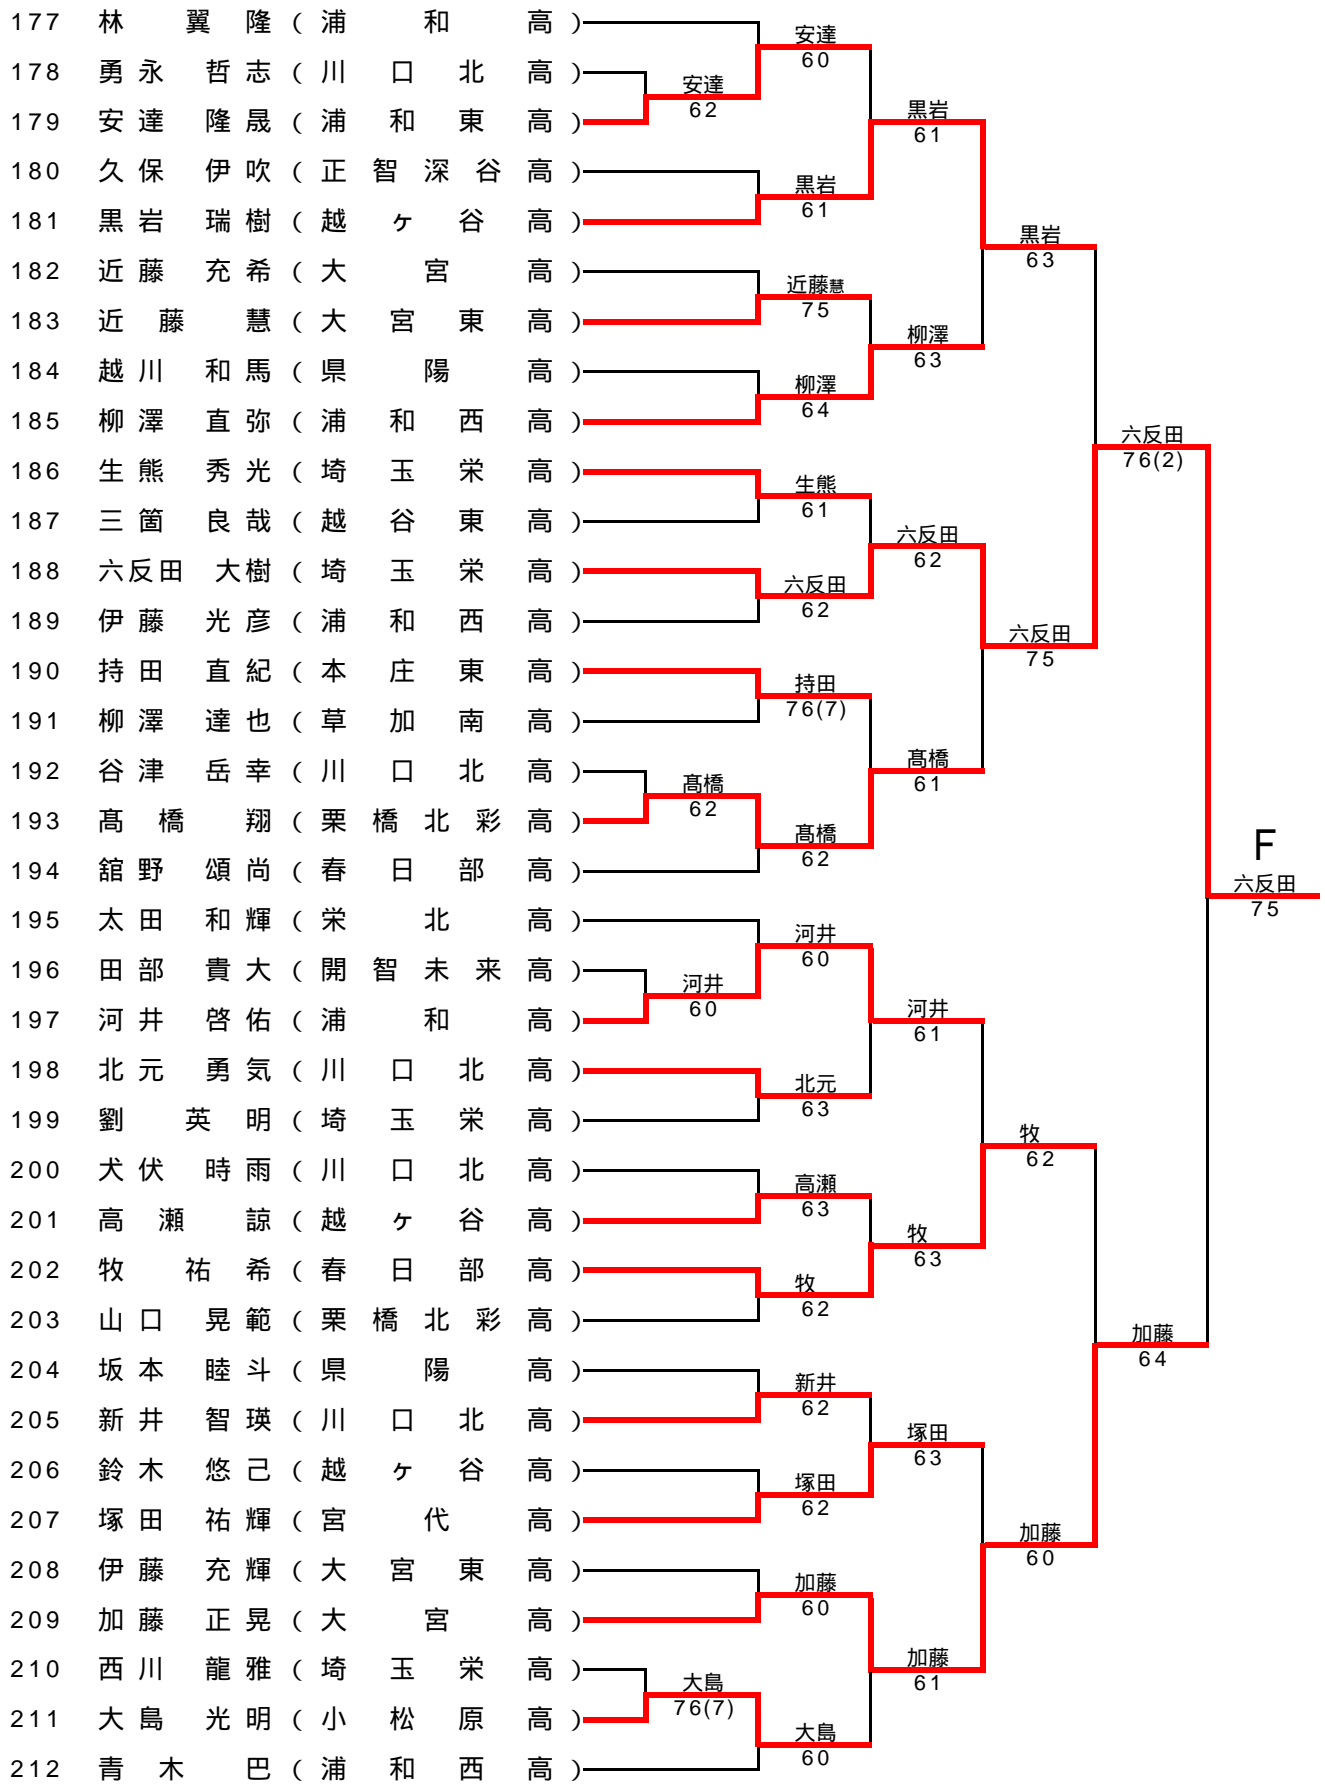 177 林 翼 隆 ( 浦 和 高 )
178 勇 永 哲 志 ( 川 口 北 高 )
179 安 達 隆 晟 ( 浦 和 東 高 )
180 久 保 伊 吹 ( 正 智 深 谷 高 )
181 黒 岩 瑞 樹 ( 越 ヶ 谷 高 )
182 近 藤 充 希 ( 大 宮 高 )
183 近 藤 慧 ( 大 宮 東 高 )
184 越 川 和 馬 ( 県 陽 高 )
185 柳 澤 直 弥 ( 浦 和 西 高 )
186 生 熊 秀 光 ( 埼 玉 栄 高 )
187 三 箇 良 哉 ( 越 谷 東 高 )
188 六反田 大樹 ( 埼 玉 栄 高 )
189 伊 藤 光 彦 ( 浦 和 西 高 )
190 持 田 直 紀 ( 本 庄 東 高 )
191 柳 澤 達 也 ( 草 加 南 高 )
192 谷 津 岳 幸 ( 川 口 北 高 )
193 髙 橋 翔 ( 栗 橋 北 彩 高 )
194 舘 野 頌 尚 ( 春 日 部 高 )
195 太 田 和 輝 ( 栄 北 高 )
196 田 部 貴 大 ( 開 智 未 来 高 )
197 河 井 啓 佑 ( 浦 和 高 )
198 北 元 勇 気 ( 川 口 北 高 )
199 劉 英 明 ( 埼 玉 栄 高 )
200 犬 伏 時 雨 ( 川 口 北 高 )
201 高 瀬 諒 ( 越 ヶ 谷 高 )
202 牧 祐 希 ( 春 日 部 高 )
203 山 口 晃 範 ( 栗 橋 北 彩 高 )
204 坂 本 睦 斗 ( 県 陽 高 )
205 新 井 智 瑛 ( 川 口 北 高 )
206 鈴 木 悠 己 ( 越 ヶ 谷 高 )
207 塚 田 祐 輝 ( 宮 代 高 )
208 伊 藤 充 輝 ( 大 宮 東 高 )
209 加 藤 正 晃 ( 大 宮 高 )
210 西 川 龍 雅 ( 埼 玉 栄 高 )
211 大 島 光 明 ( 小 松 原 高 )
212 青 木 巴 ( 浦 和 西 高 )
安達
62
髙橋
62
河井
60
大島
76(7)
安達
60
黒岩
61
近藤慧
75
柳澤
64
生熊
61
六反田
62
持田
76(7)
髙橋
62
河井
60
北元
63
高瀬
63
牧
62
新井
62
塚田
62
加藤
60
大島
60
黒岩
61
柳澤
63
六反田
62
髙橋
61
河井
61
牧
63
塚田
63
加藤
61
黒岩
63
六反田
75
牧
62
加藤
60
六反田
76(2)
加藤
64
F
六反田
75